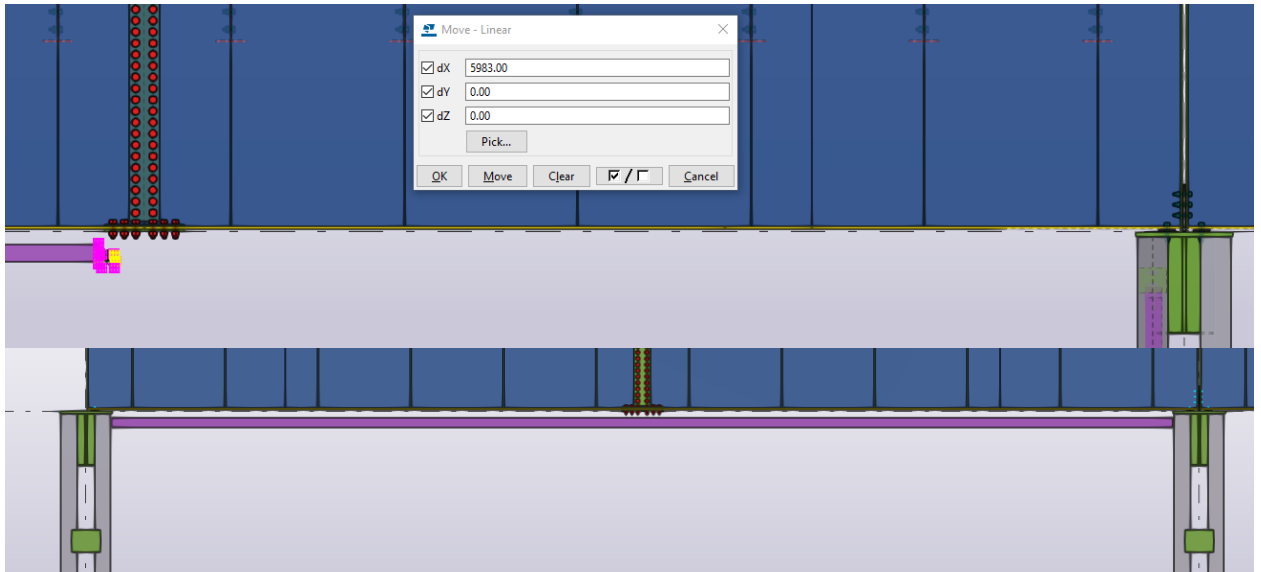 Move - Linear
dX 5983.00
dY 0.00
dZ 0.00
Pick...
OK Move Clear / Cancel